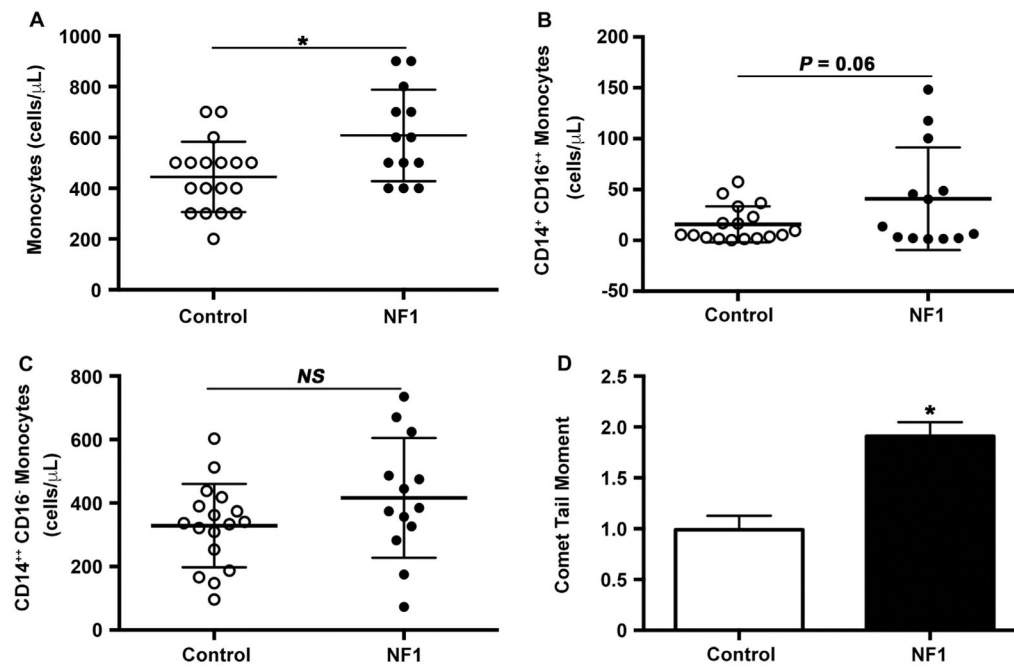 A
Monocytes (cells/μL)
1000
800
600
400
200
0
*
Control
NF1
B
CD14⁺ CD16⁺⁺ Monocytes
(cells/μL)
200
150
100
50
0
-50
P = 0.06
Control
NF1
C
CD14⁺⁺ CD16⁻ Monocytes
(cells/μL)
800
600
400
200
0
NS
Control
NF1
D
Comet Tail Moment
2.5
2.0
1.5
1.0
0.5
0
*
Control
NF1